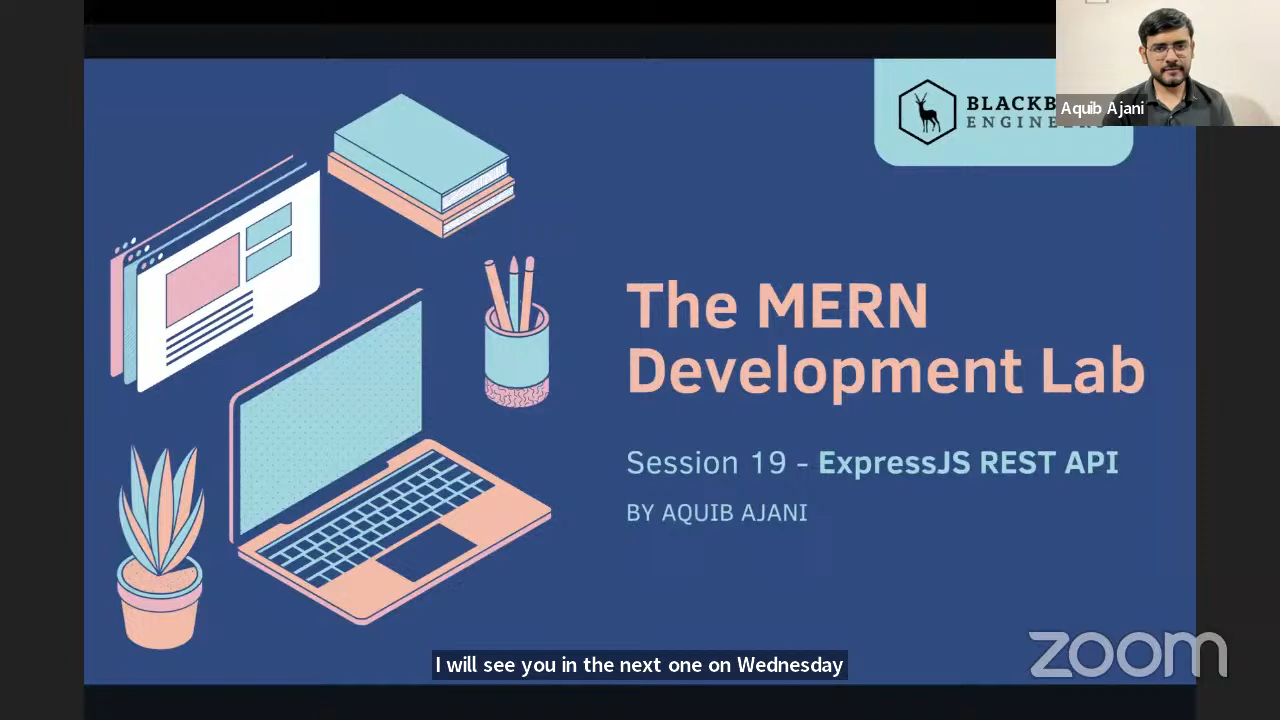 Aquib Ajani
The MERN
Development Lab
Session 19 - ExpressJS REST API
BY AQUIB AJANI
I will see you in the next one on Wednesday
zoom